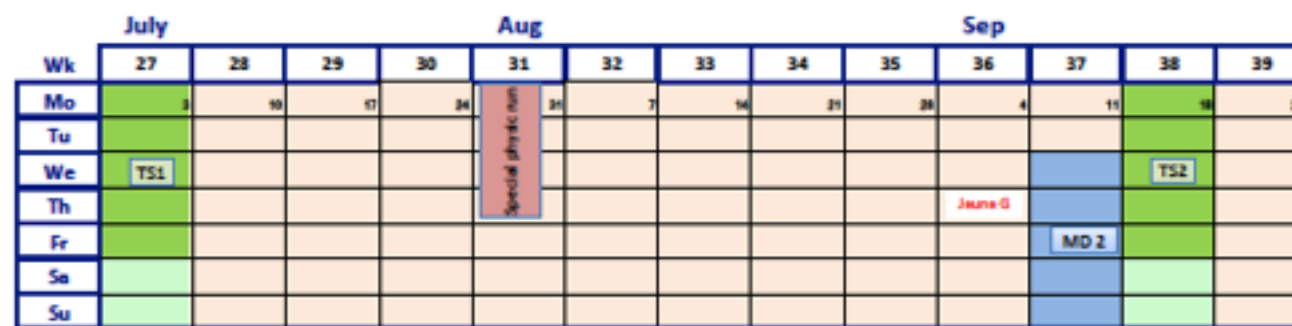 July Aug Sep
Wk 27 28 29 30 31 32 33 34 35 36 37 38 39
Mo 3 10 17 24 31 7 14 21 28 4 11 18
Tu
We TS1 TS2
Special physic run
Th Jeune G
Fr MD 2
Sa
Su